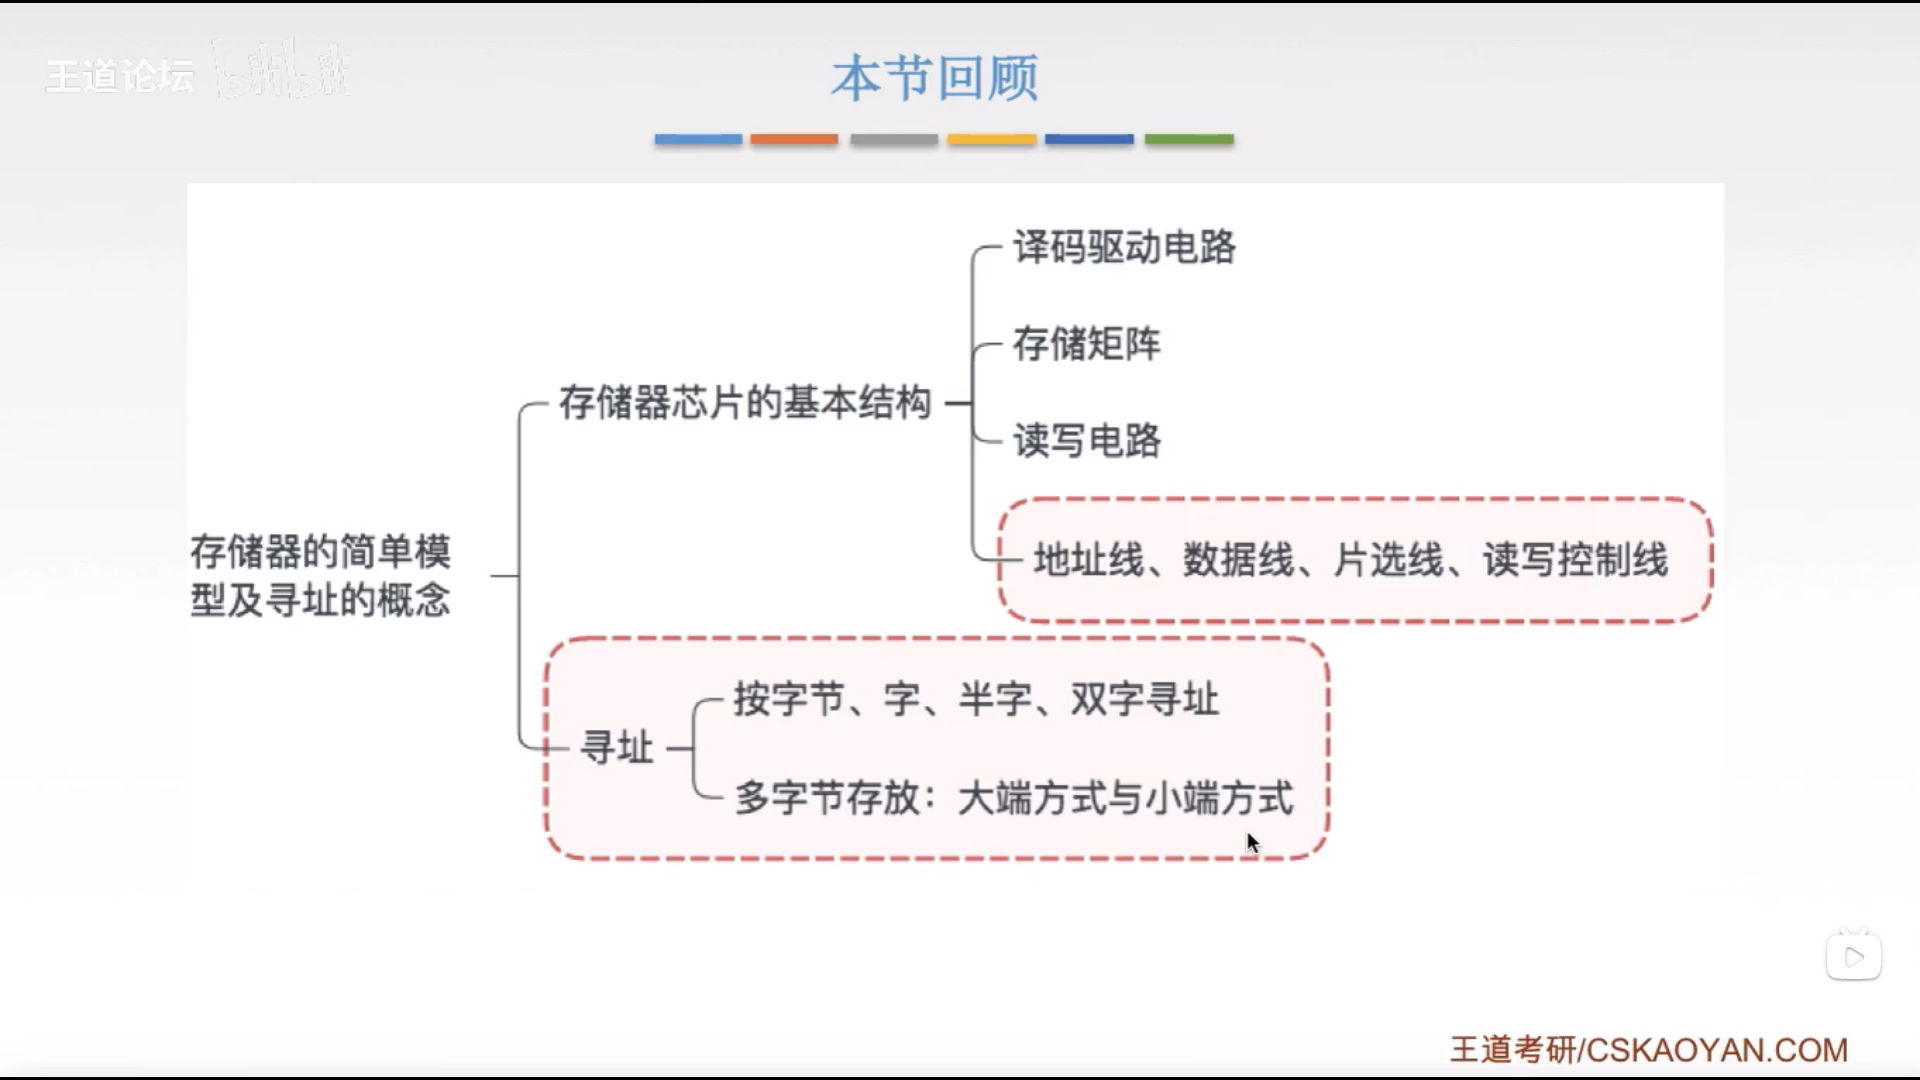 王道论坛 bilibili
本节回顾
译码驱动电路
存储矩阵
存储器芯片的基本结构
读写电路
地址线、数据线、片选线、读写控制线
存储器的简单模
型及寻址的概念
按字节、字、半字、双字寻址
寻址
多字节存放：大端方式与小端方式
王道考研/CSKAOYAN.COM